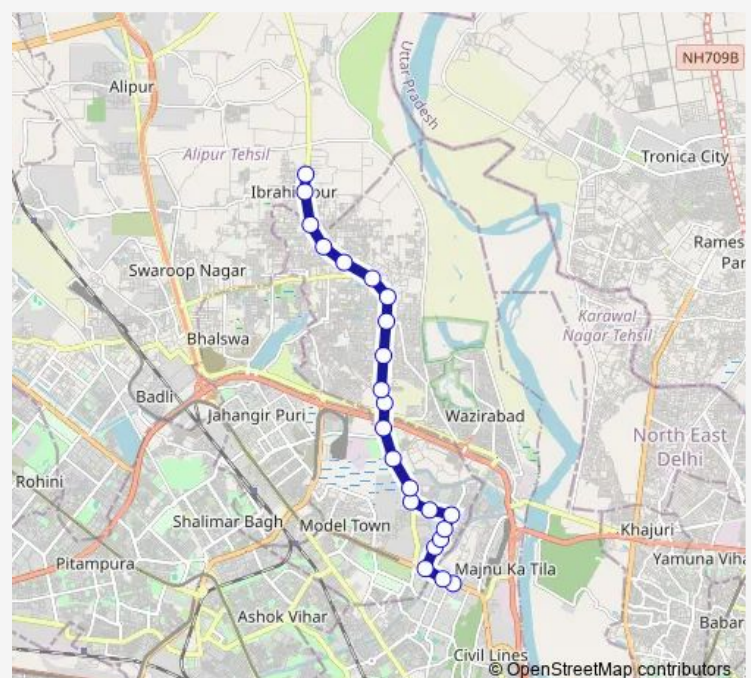 NH709B
Alipur
Uttar Pradesh
Alipur Tehsil
Tronica City
Rames
Par
Swaroop Nagar
Karawal
Nagar Tehsil
Bhalswa
Badli
Jahangir Puri
Wazirabad
North East
Delhi
Rohini
Shalimar Bagh
Model Town
Khajuri
Pitampura
Majnu Ka Tila
Yamuna Viha
Ashok Vihar
Babar
Civil Lines
© OpenStreetMap contributors